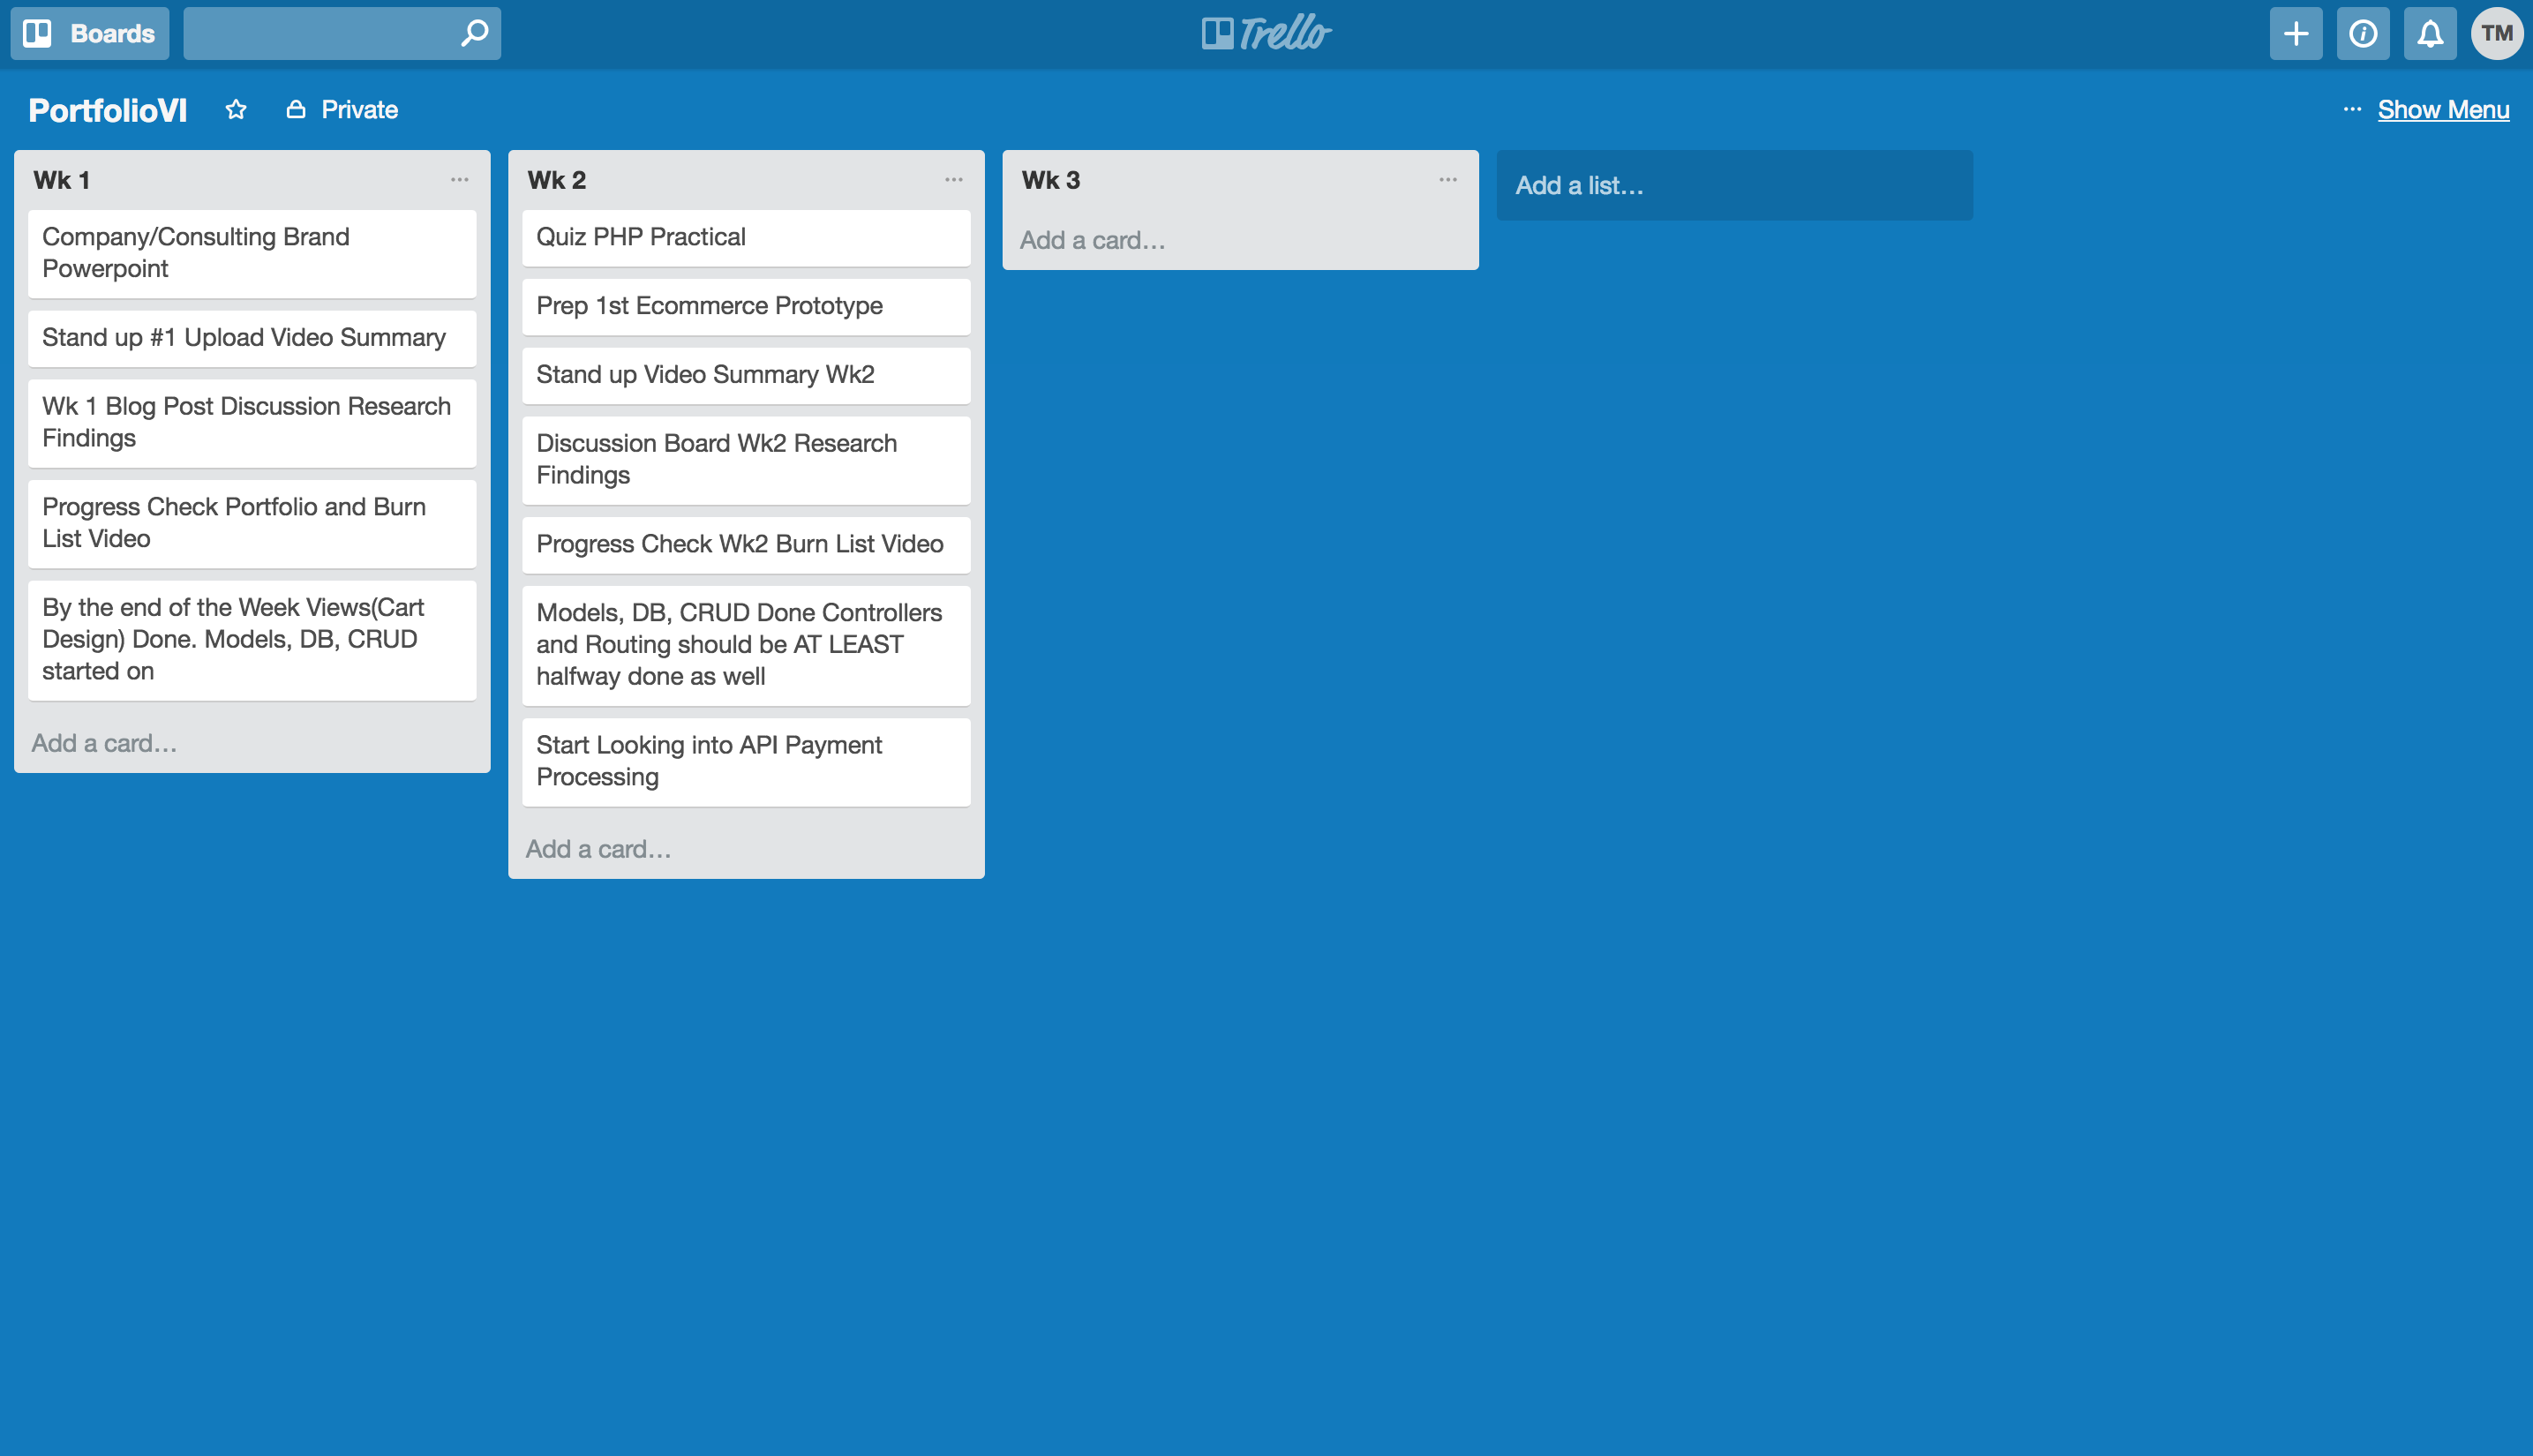 Boards
Trello
TM
PortfolioVI
Private
... Show Menu
Wk 1
Company/Consulting Brand
Powerpoint
Stand up #1 Upload Video Summary
Wk 1 Blog Post Discussion Research
Findings
Progress Check Portfolio and Burn
List Video
By the end of the Week Views(Cart
Design) Done. Models, DB, CRUD
started on
Add a card…
Wk 2
Quiz PHP Practical
Prep 1st Ecommerce Prototype
Stand up Video Summary Wk2
Discussion Board Wk2 Research
Findings
Progress Check Wk2 Burn List Video
Models, DB, CRUD Done Controllers
and Routing should be AT LEAST
halfway done as well
Start Looking into API Payment
Processing
Add a card…
Wk 3
Add a card…
Add a list…